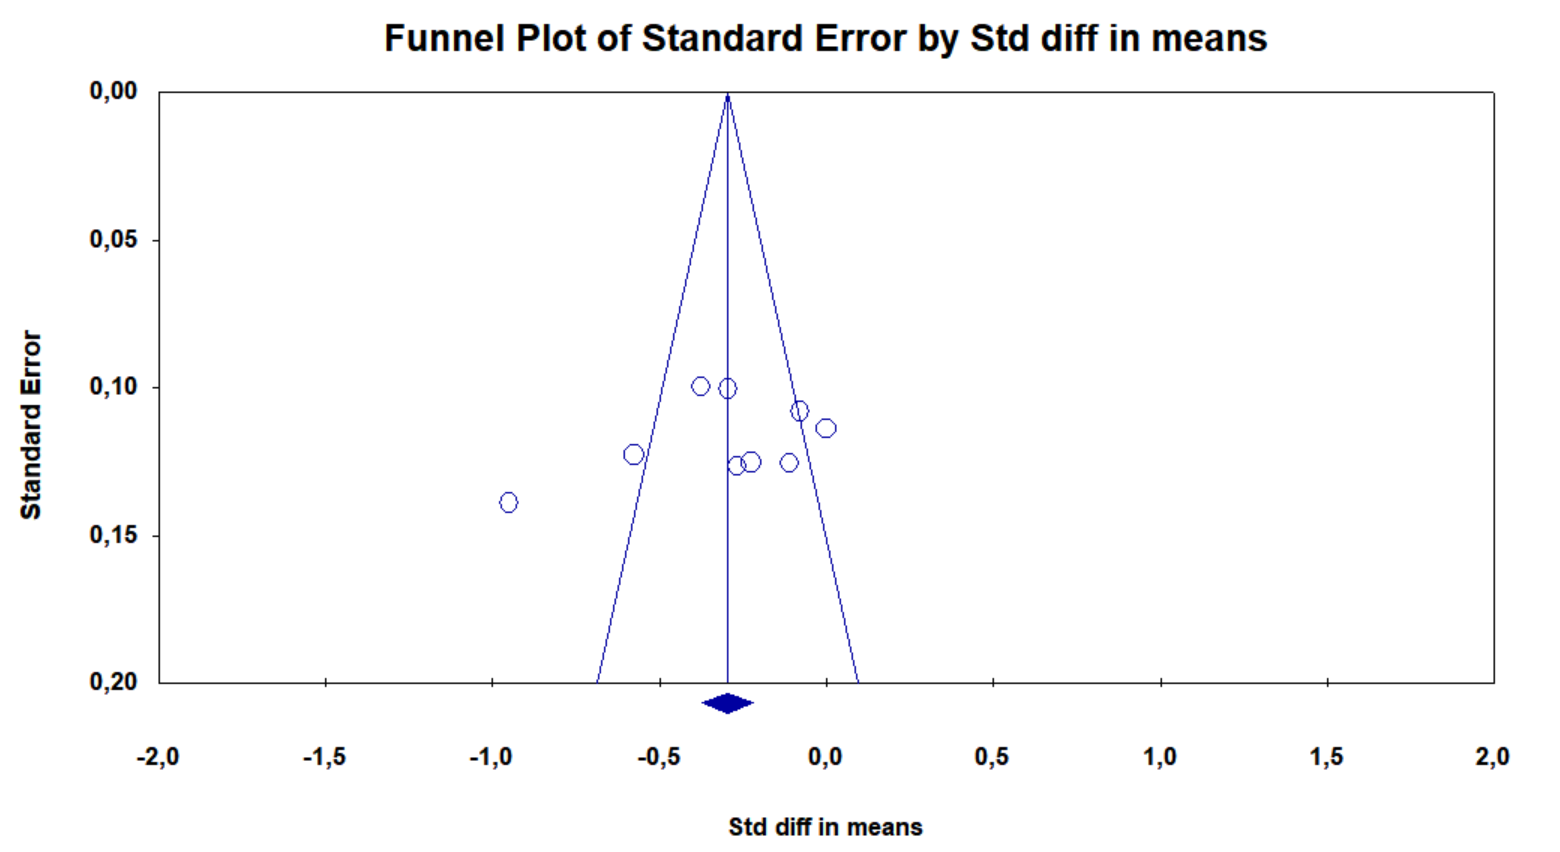 Funnel Plot of Standard Error by Std diff in means
0,00
0,05
0,10
0,15
0,20
Standard Error
-2,0 -1,5 -1,0 -0,5 0,0 0,5 1,0 1,5 2,0
Std diff in means